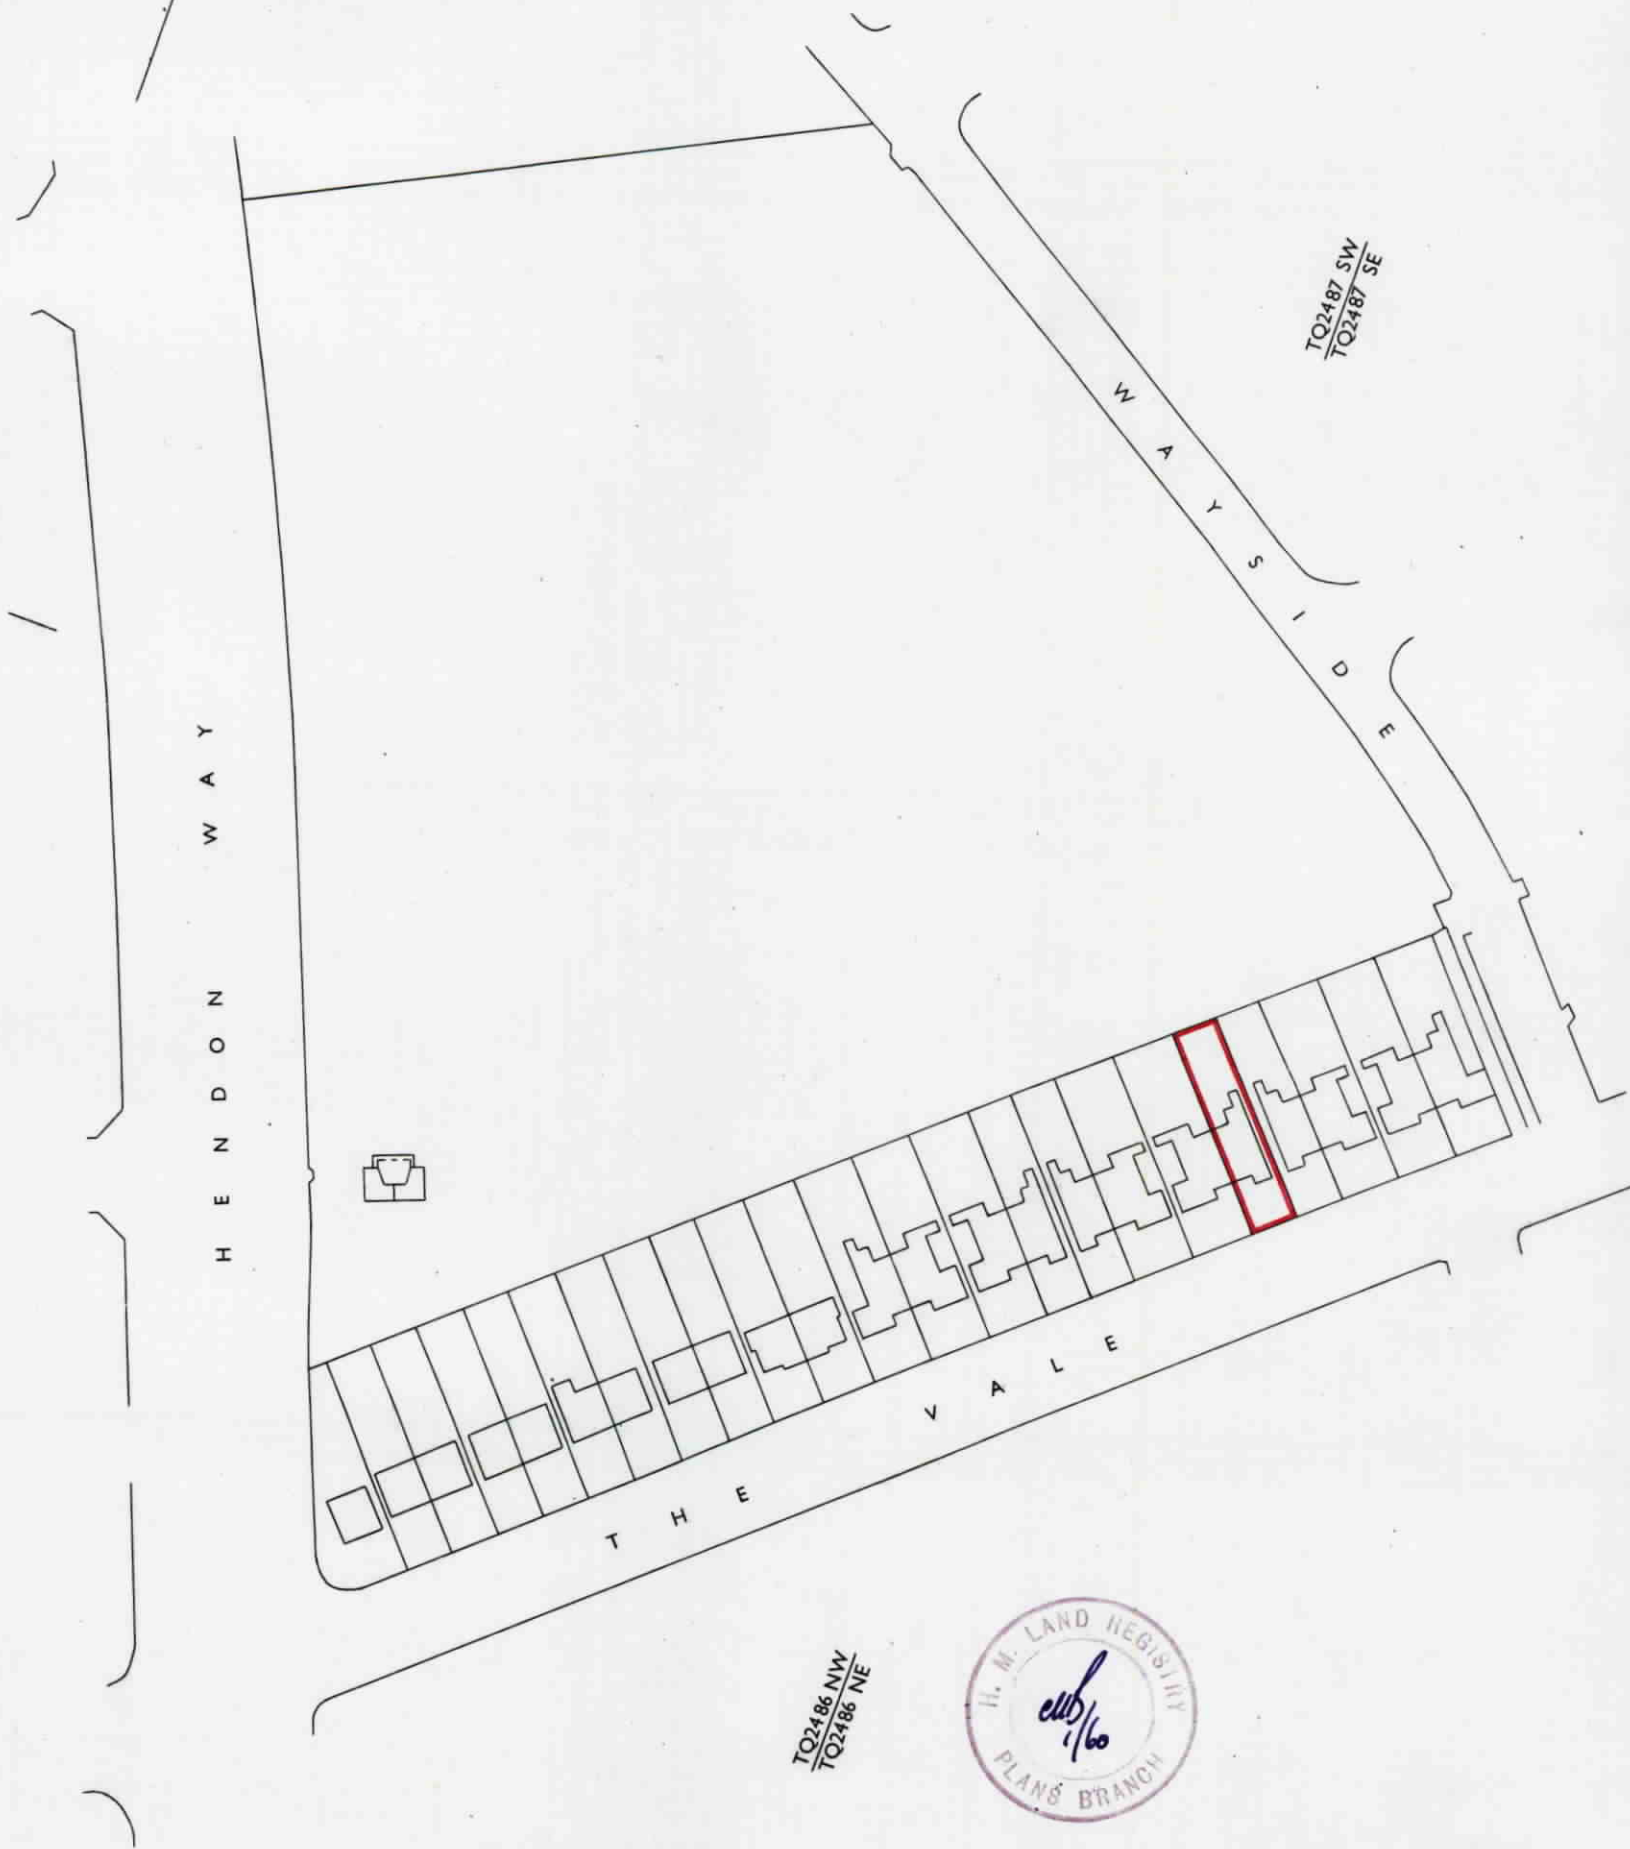 TQ2487 SW
TQ2487 SE
WAYSIDE
HENDON WAY
THE VALE
TQ2486 NW
TQ2486 NE
H. M. LAND REGISTRY
1/60
PLANS BRANCH